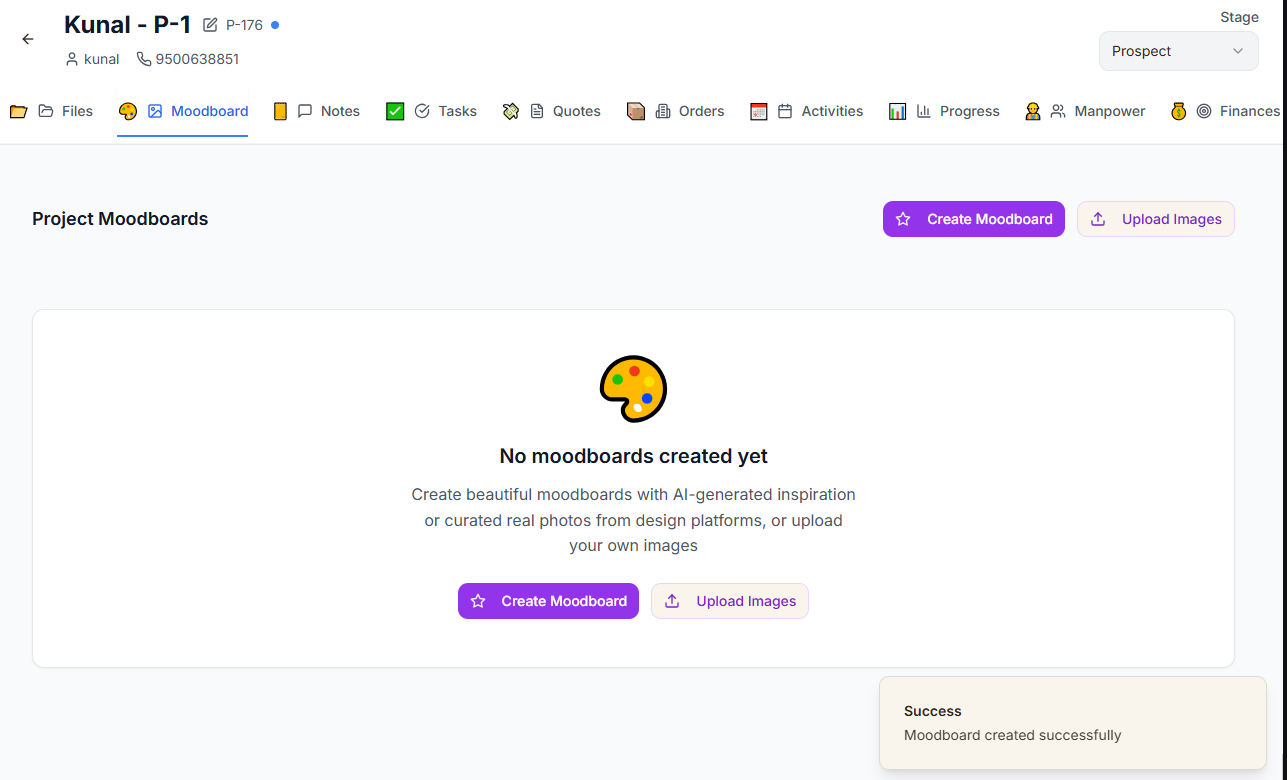 Kunal - P-1 P-176
kunal 9500638851
Stage
Prospect
Files Moodboard Notes Tasks Quotes Orders Activities Progress Manpower Finances
Project Moodboards
Create Moodboard Upload Images
No moodboards created yet
Create beautiful moodboards with AI-generated inspiration
or curated real photos from design platforms, or upload
your own images
Create Moodboard Upload Images
Success
Moodboard created successfully